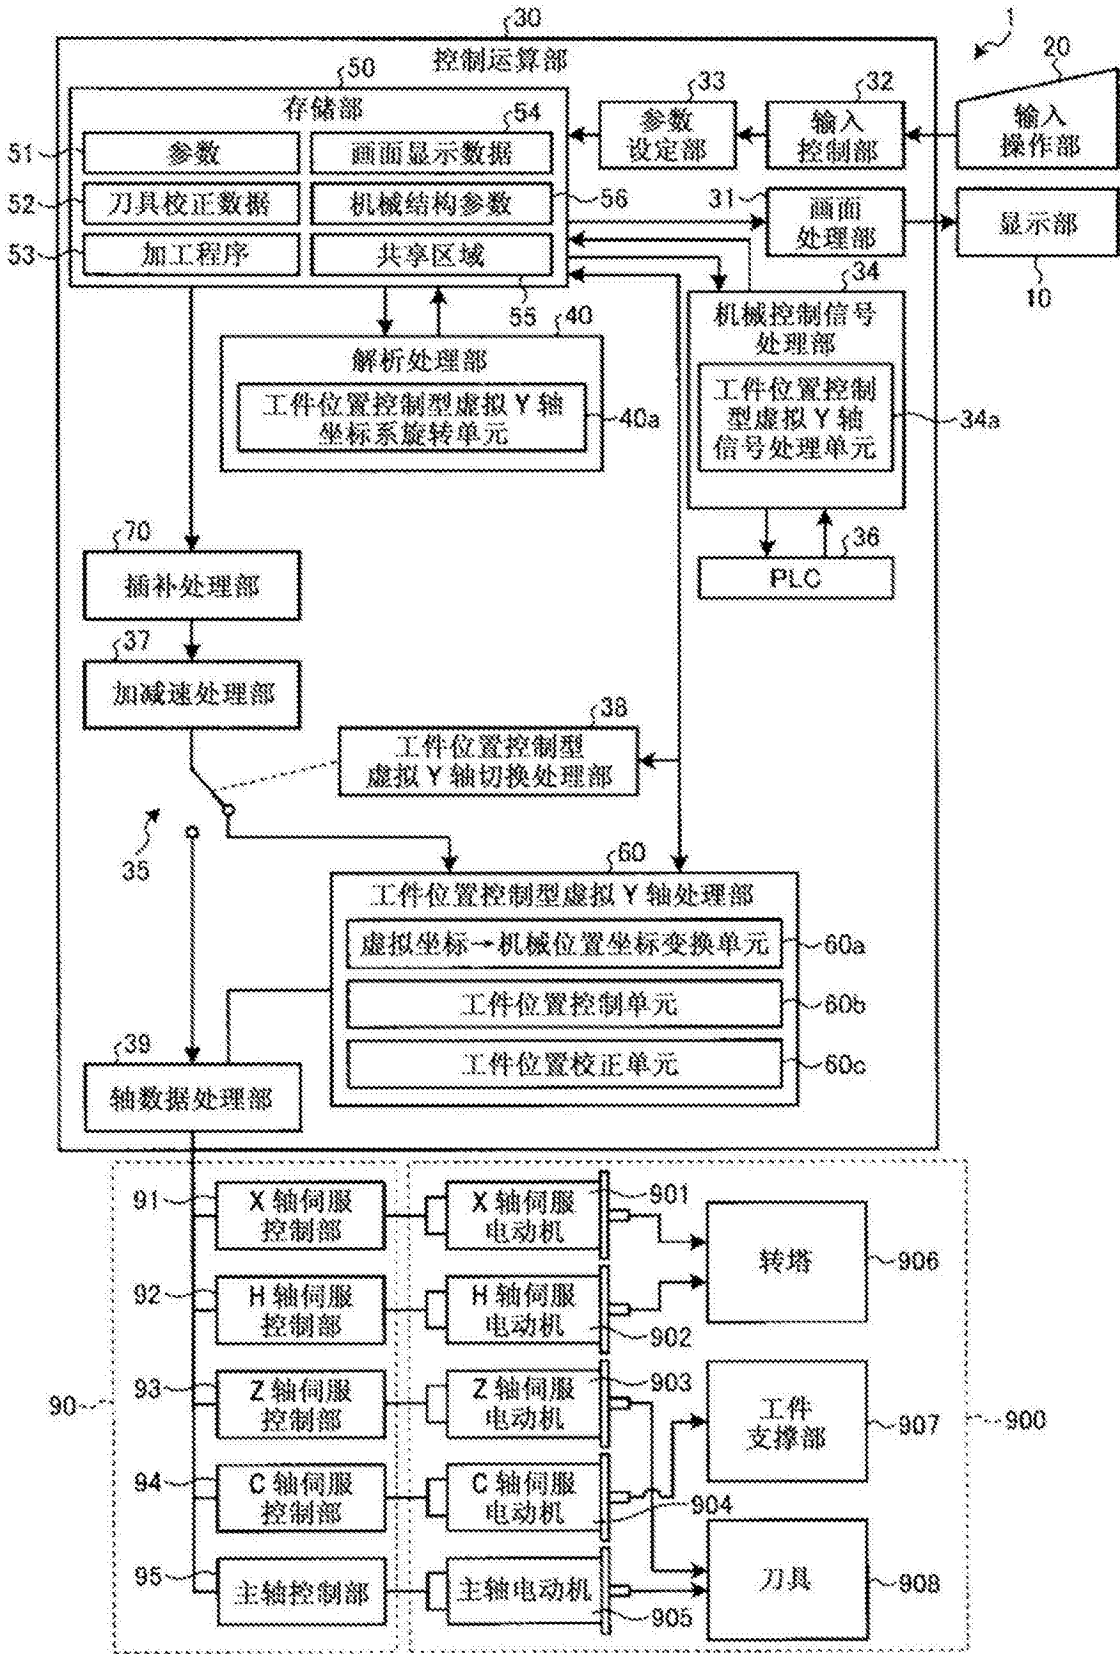 30
1
控制运算部
20
50
存储部
54
33
32
51
参数
画面显示数据
参数
设定部
输入
控制部
输入
操作部
52
刀具校正数据
机械结构参数
56
31
画面
处理部
显示部
53
加工程序
共享区域
34
10
55
40
机械控制信号
处理部
解析处理部
工件位置控制型虚拟Y轴
坐标系旋转单元
40a
工件位置控制
型虚拟Y轴
信号处理单元
34a
70
插补处理部
36
PLC
37
加减速处理部
38
工件位置控制型
虚拟Y轴切换处理部
35
60
工件位置控制型虚拟Y轴处理部
虚拟坐标→机械位置坐标变换单元
60a
工件位置控制单元
60b
39
工件位置校正单元
60c
轴数据处理部
91
X轴伺服
控制部
X轴伺服
电动机
901
转塔
906
92
H轴伺服
控制部
H轴伺服
电动机
902
90
93
Z轴伺服
控制部
Z轴伺服
电动机
903
工件
支撑部
907
900
94
C轴伺服
控制部
C轴伺服
电动机
904
95
主轴控制部
主轴电动机
905
刀具
908